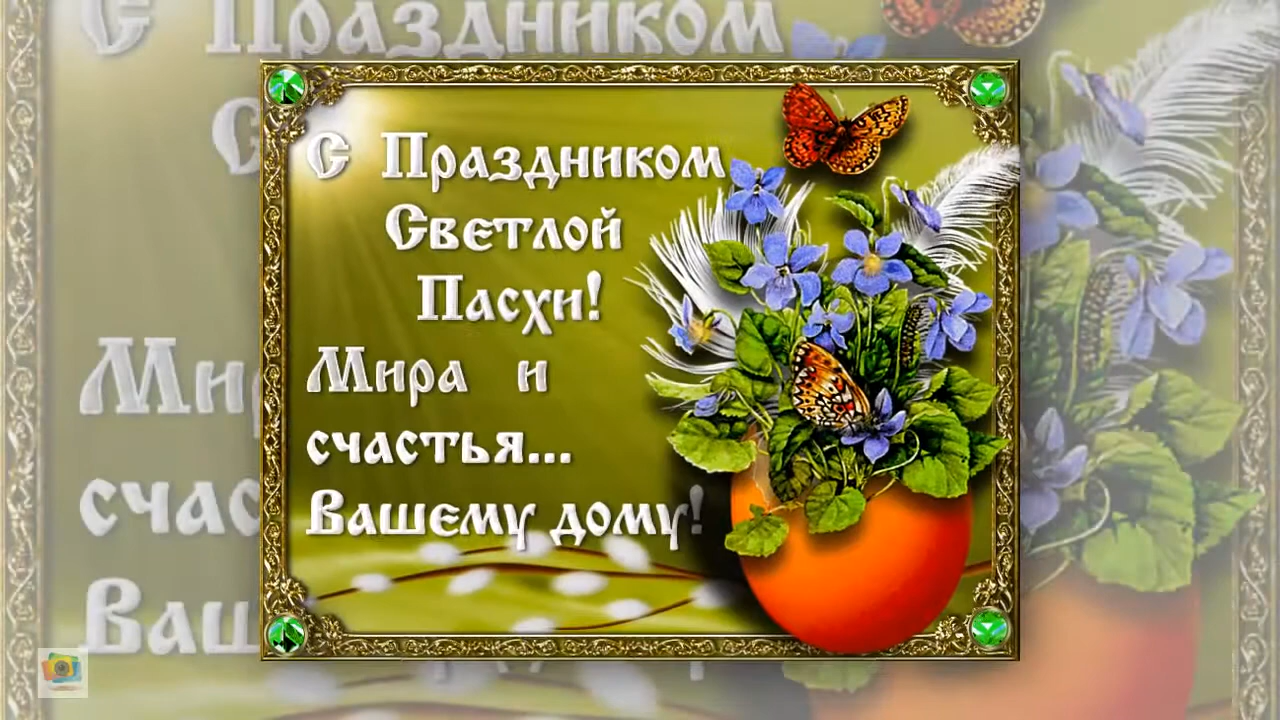 С Праздником
Светлой
Пасхи!
Мира и
счастья...
Вашему дому!